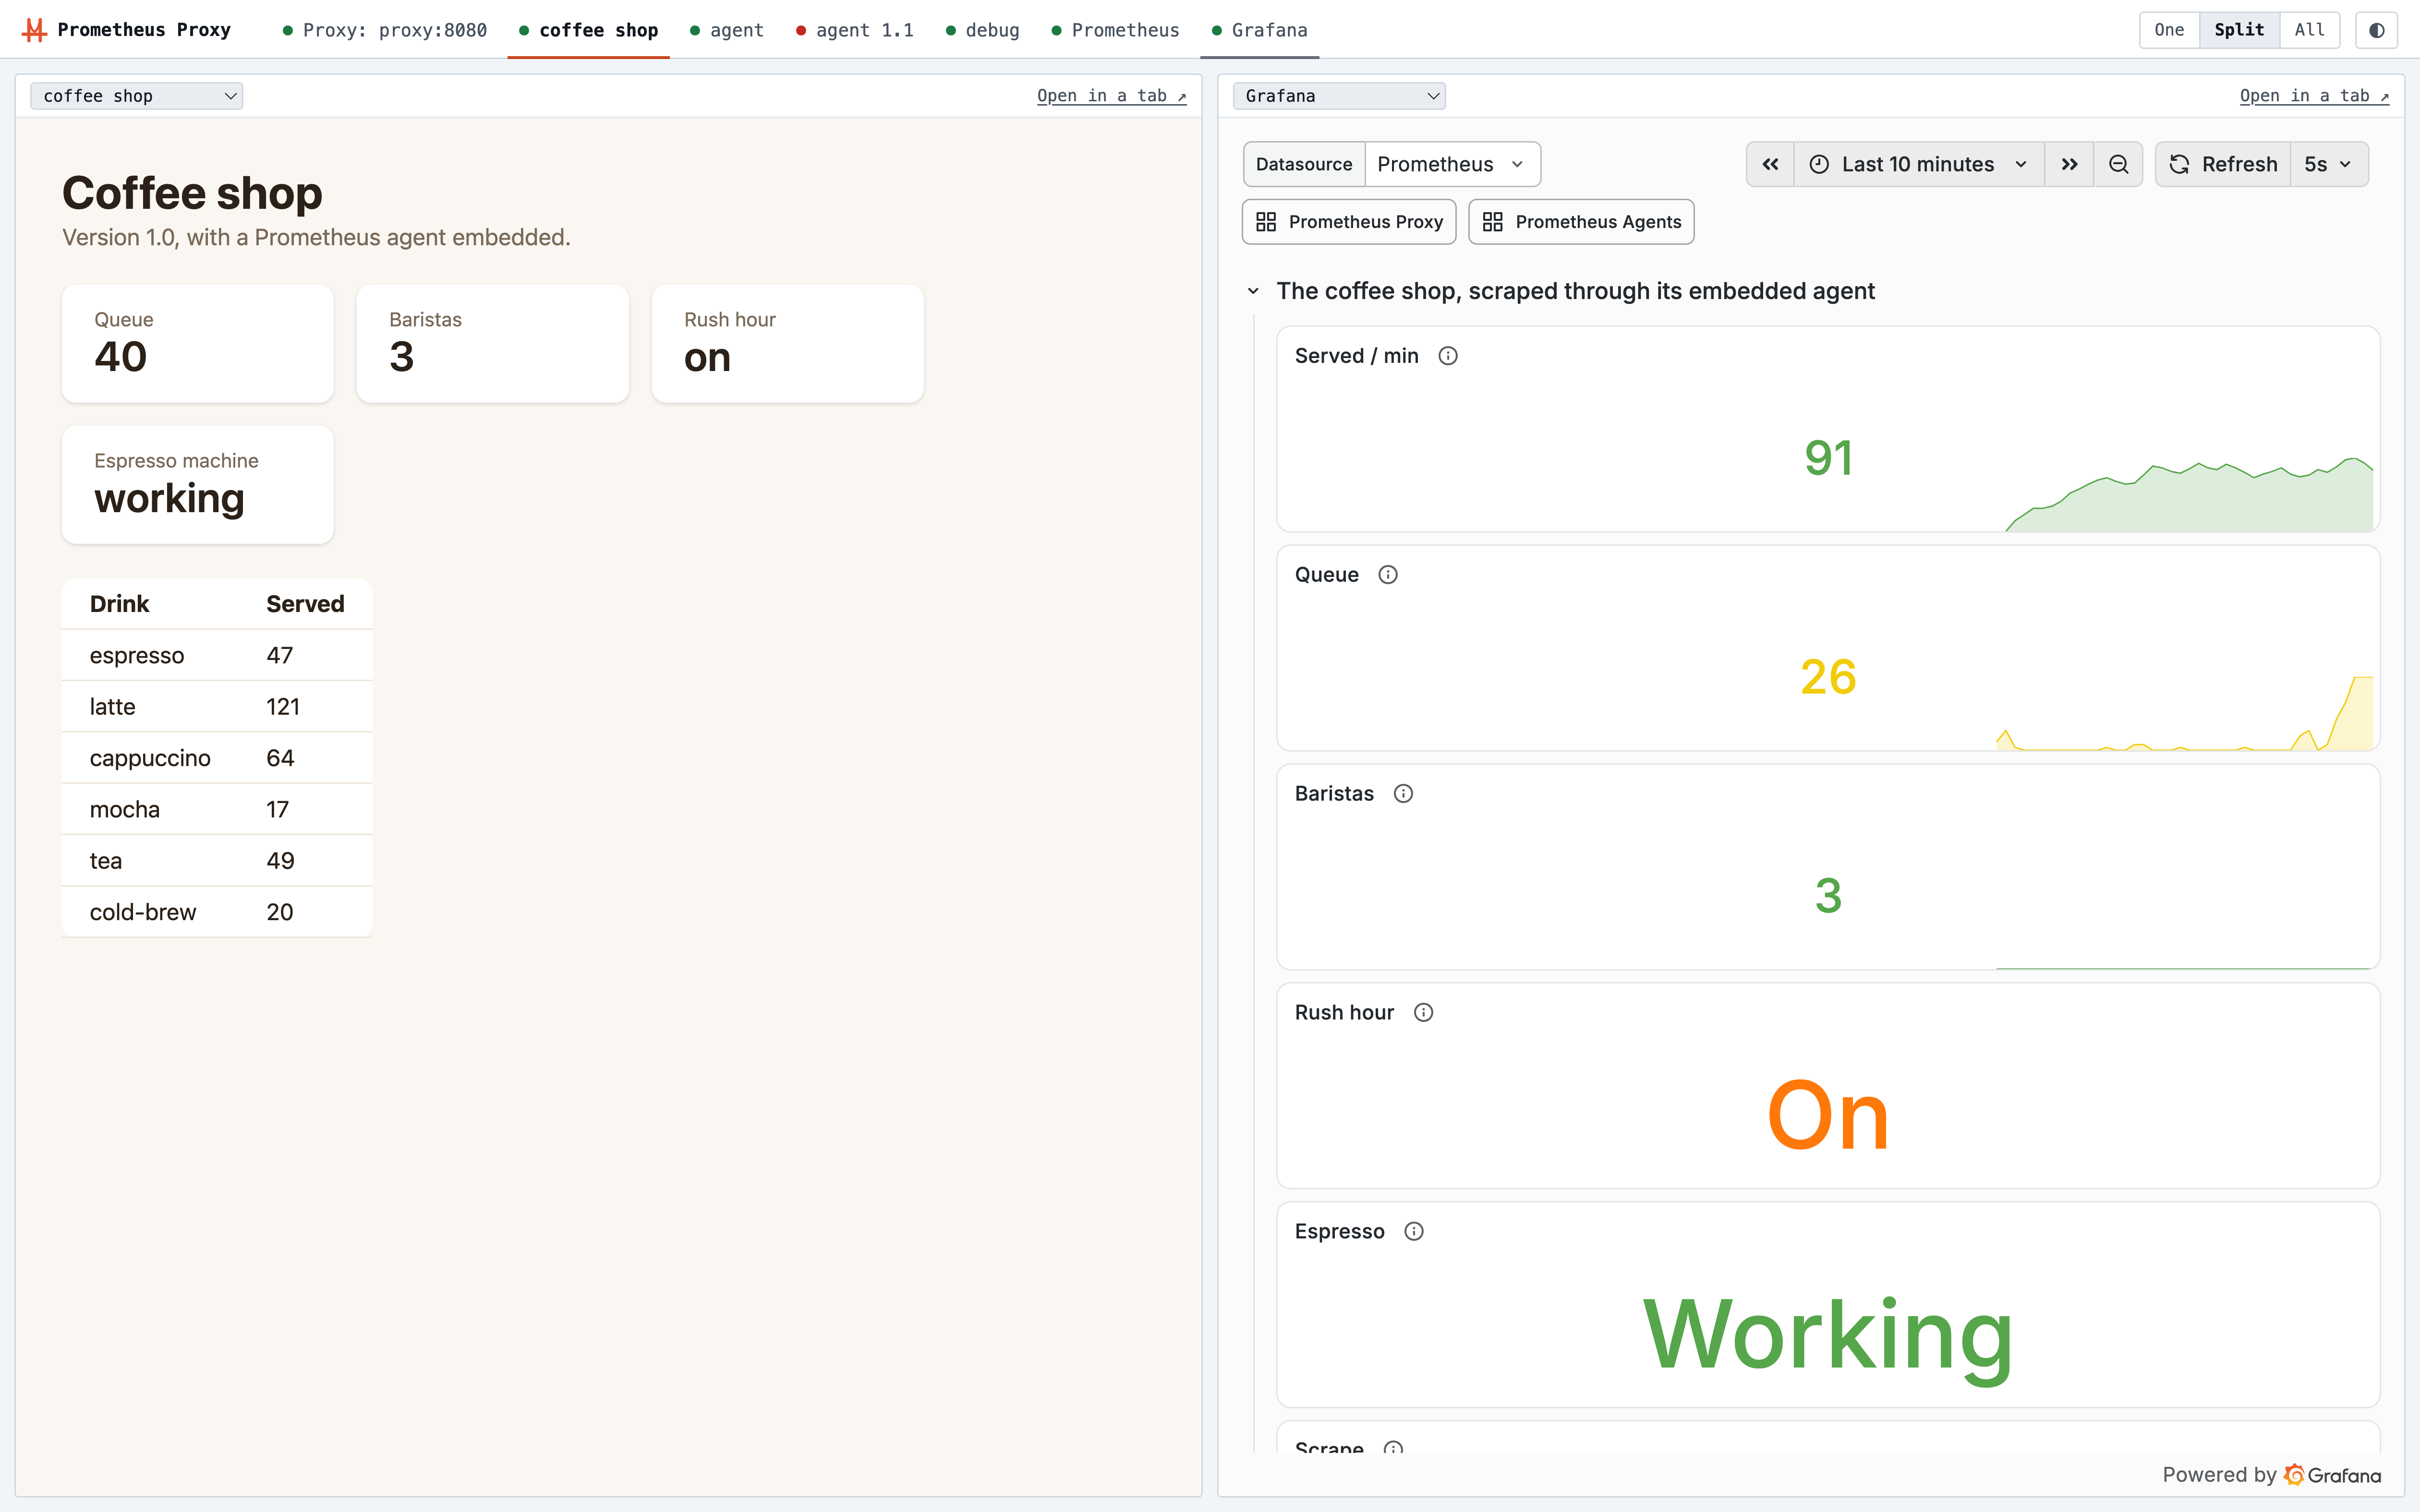 Prometheus Proxy
Proxy: proxy:8080
coffee shop
agent
agent 1.1
debug
Prometheus
Grafana
One
Split
All
coffee shop
Open in a tab ↗
Coffee shop
Version 1.0, with a Prometheus agent embedded.
Queue
40
Baristas
3
Rush hour
on
Espresso machine
working
Drink Served
espresso 47
latte 121
cappuccino 64
mocha 17
tea 49
cold-brew 20
Grafana
Open in a tab ↗
Datasource Prometheus
Last 10 minutes
Refresh 5s
Prometheus Proxy
Prometheus Agents
The coffee shop, scraped through its embedded agent
Served / min
91
Queue
26
Baristas
3
Rush hour
On
Espresso
Working
Scrape
Powered by Grafana